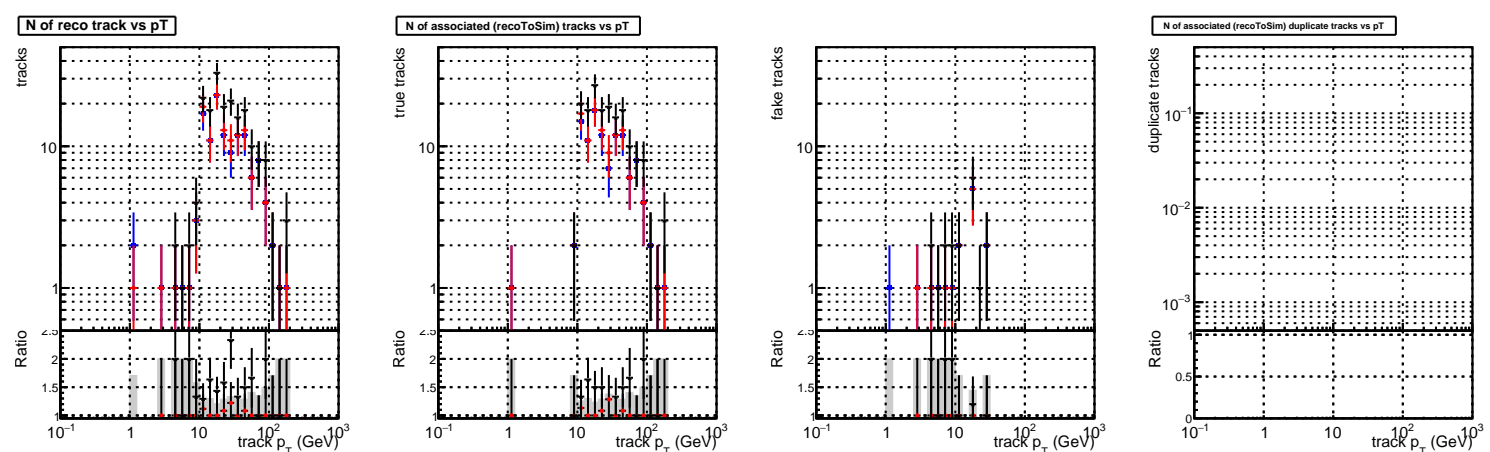 N of reco track vs pT
tracks
10
1
Ratio
2.5
2
1.5
1
10⁻¹ 1 10 10² 10³
track p_T (GeV)
N of associated (recoToSim) tracks vs pT
true tracks
10
1
Ratio
2.5
2
1.5
1
10⁻¹ 1 10 10² 10³
track p_T (GeV)
fake tracks
10
1
Ratio
2.5
2
1.5
1
10⁻¹ 1 10 10² 10³
track p_T (GeV)
N of associated (recoToSim) duplicate tracks vs pT
duplicate tracks
10⁻¹
10⁻²
10⁻³
Ratio
1
0.5
0
10⁻¹ 1 10 10² 10³
track p_T (GeV)